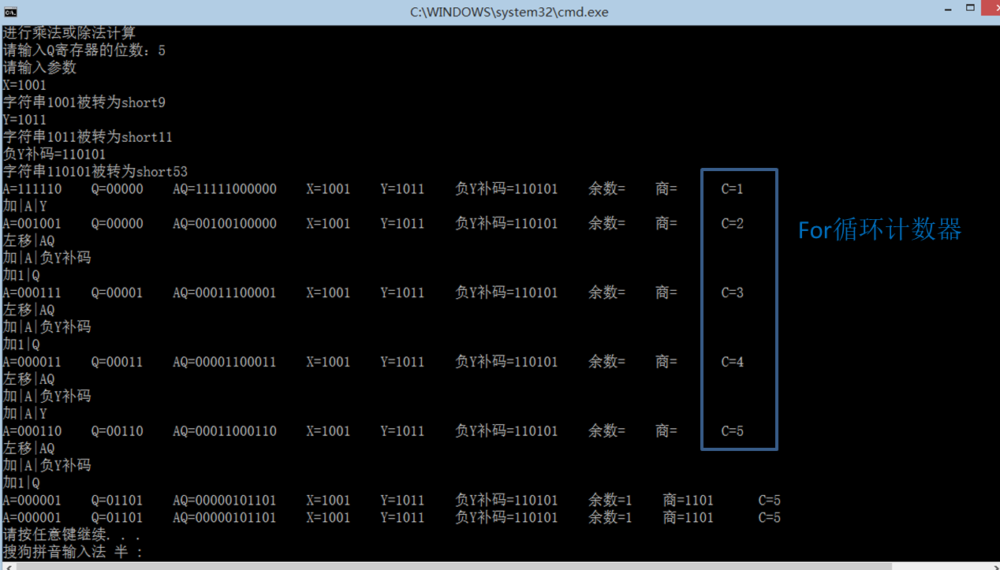 C:\WINDOWS\system32\cmd.exe
进行乘法或除法计算
请输入Q寄存器的位数：5
请输入参数
X=1001
字符串1001被转为short9
Y=1011
字符串1011被转为short11
负Y补码=110101
字符串110101被转为short53
A=111110 Q=00000 AQ=11111000000 X=1001 Y=1011 负Y补码=110101 余数= 商= C=1
加|A|Y
A=001001 Q=00000 AQ=00100100000 X=1001 Y=1011 负Y补码=110101 余数= 商= C=2
For循环计数器
左移|AQ
加|A|负Y补码
加1|Q
A=000111 Q=00001 AQ=00011100001 X=1001 Y=1011 负Y补码=110101 余数= 商= C=3
左移|AQ
加|A|负Y补码
加1|Q
A=000011 Q=00011 AQ=00001100011 X=1001 Y=1011 负Y补码=110101 余数= 商= C=4
左移|AQ
加|A|负Y补码
加|A|Y
A=000110 Q=00110 AQ=00011000110 X=1001 Y=1011 负Y补码=110101 余数= 商= C=5
左移|AQ
加|A|负Y补码
加1|Q
A=000001 Q=01101 AQ=00000101101 X=1001 Y=1011 负Y补码=110101 余数=1 商=1101 C=5
A=000001 Q=01101 AQ=00000101101 X=1001 Y=1011 负Y补码=110101 余数=1 商=1101 C=5
请按任意键继续. . .
搜狗拼音输入法 半 :